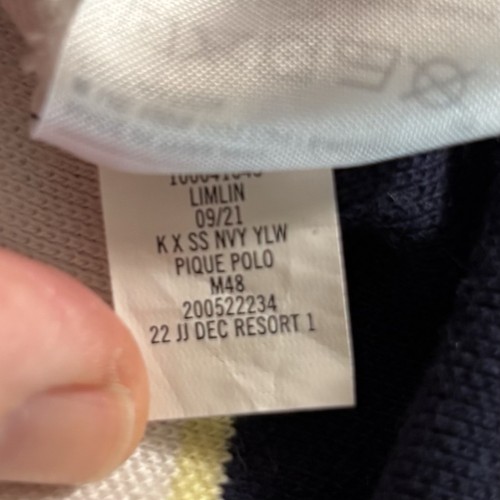 LIMLIN
09/21
K X SS NVY YLW
PIQUE POLO
M48
200522234
22 JJ DEC RESORT 1